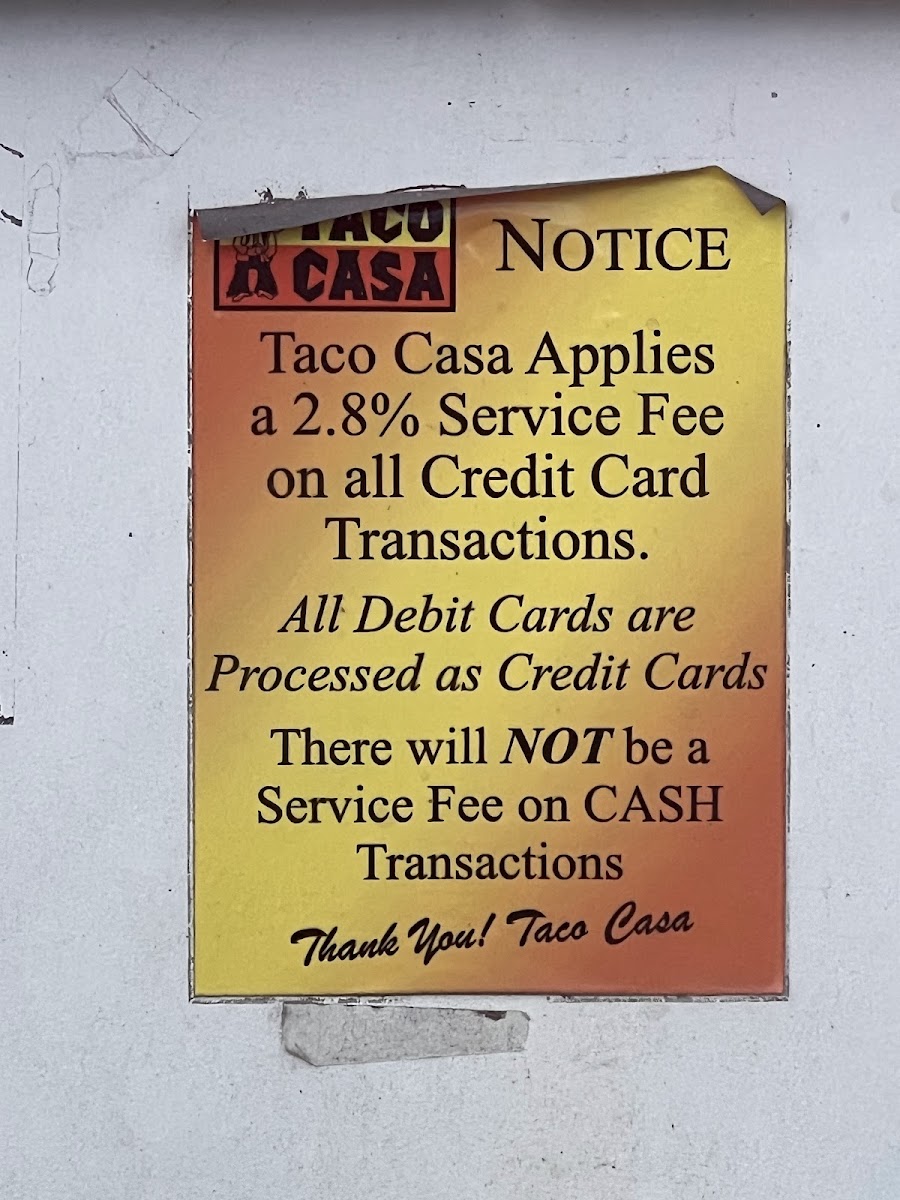 TACO
CASA
NOTICE
Taco Casa Applies
a 2.8% Service Fee
on all Credit Card
Transactions.
All Debit Cards are
Processed as Credit Cards
There will NOT be a
Service Fee on CASH
Transactions
Thank You! Taco Casa